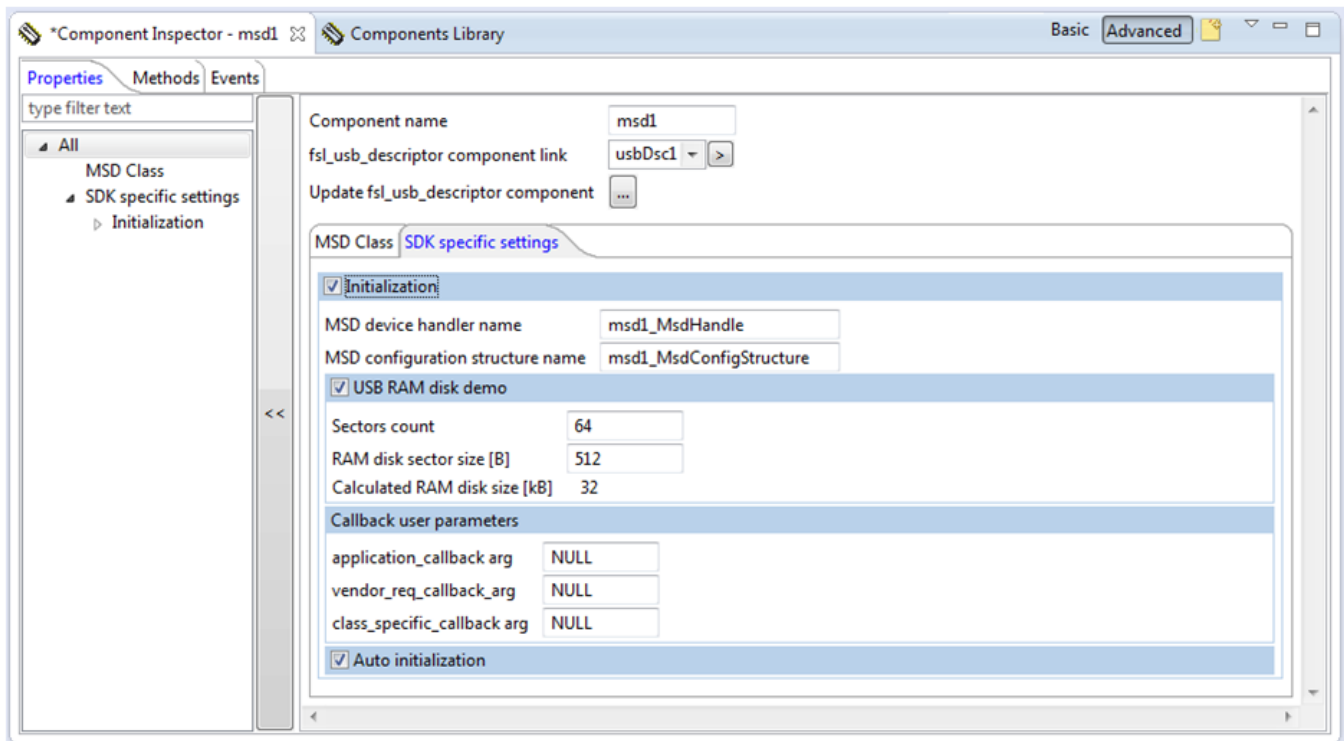 *Component Inspector - msd1 Components Library Basic Advanced
Properties Methods Events
type filter text
All
MSD Class
SDK specific settings
Initialization
<<
Component name msd1
fsl_usb_descriptor component link usbDsc1 >
Update fsl_usb_descriptor component ...
MSD Class SDK specific settings
Initialization
MSD device handler name msd1_MsdHandle
MSD configuration structure name msd1_MsdConfigStructure
USB RAM disk demo
Sectors count 64
RAM disk sector size [B] 512
Calculated RAM disk size [kB] 32
Callback user parameters
application_callback arg NULL
vendor_req_callback_arg NULL
class_specific_callback arg NULL
Auto initialization